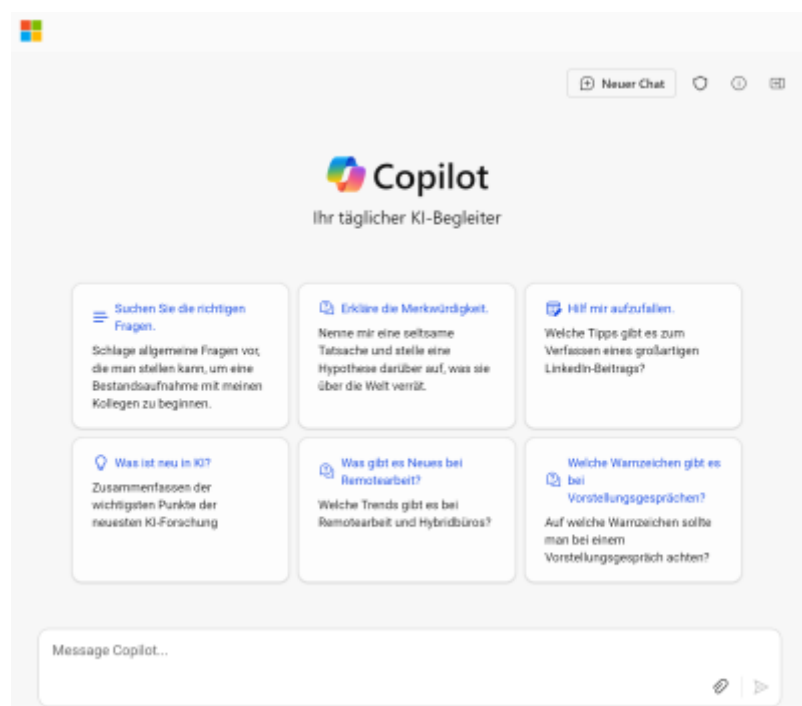 Neuer Chat
Copilot
Ihr täglicher KI-Begleiter
Suchen Sie die richtigen
Fragen.
Schlage allgemeine Fragen vor,
die man stellen kann, um eine
Bestandsaufnahme mit meinen
Kollegen zu beginnen.
Erkläre die Merkwürdigkeit.
Nenne mir eine seltsame
Tatsache und stelle eine
Hypothese darüber auf, was sie
über die Welt verrät.
Hilf mir aufzufallen.
Welche Tipps gibt es zum
Verfassen eines großartigen
LinkedIn-Beitrags?
Was ist neu in KI?
Zusammenfassen der
wichtigsten Punkte der
neuesten KI-Forschung
Was gibt es Neues bei
Remotearbeit?
Welche Trends gibt es bei
Remotearbeit und Hybridbüros?
Welche Warnzeichen gibt es
bei
Vorstellungsgesprächen?
Auf welche Warnzeichen sollte
man bei einem
Vorstellungsgespräch achten?
Message Copilot...